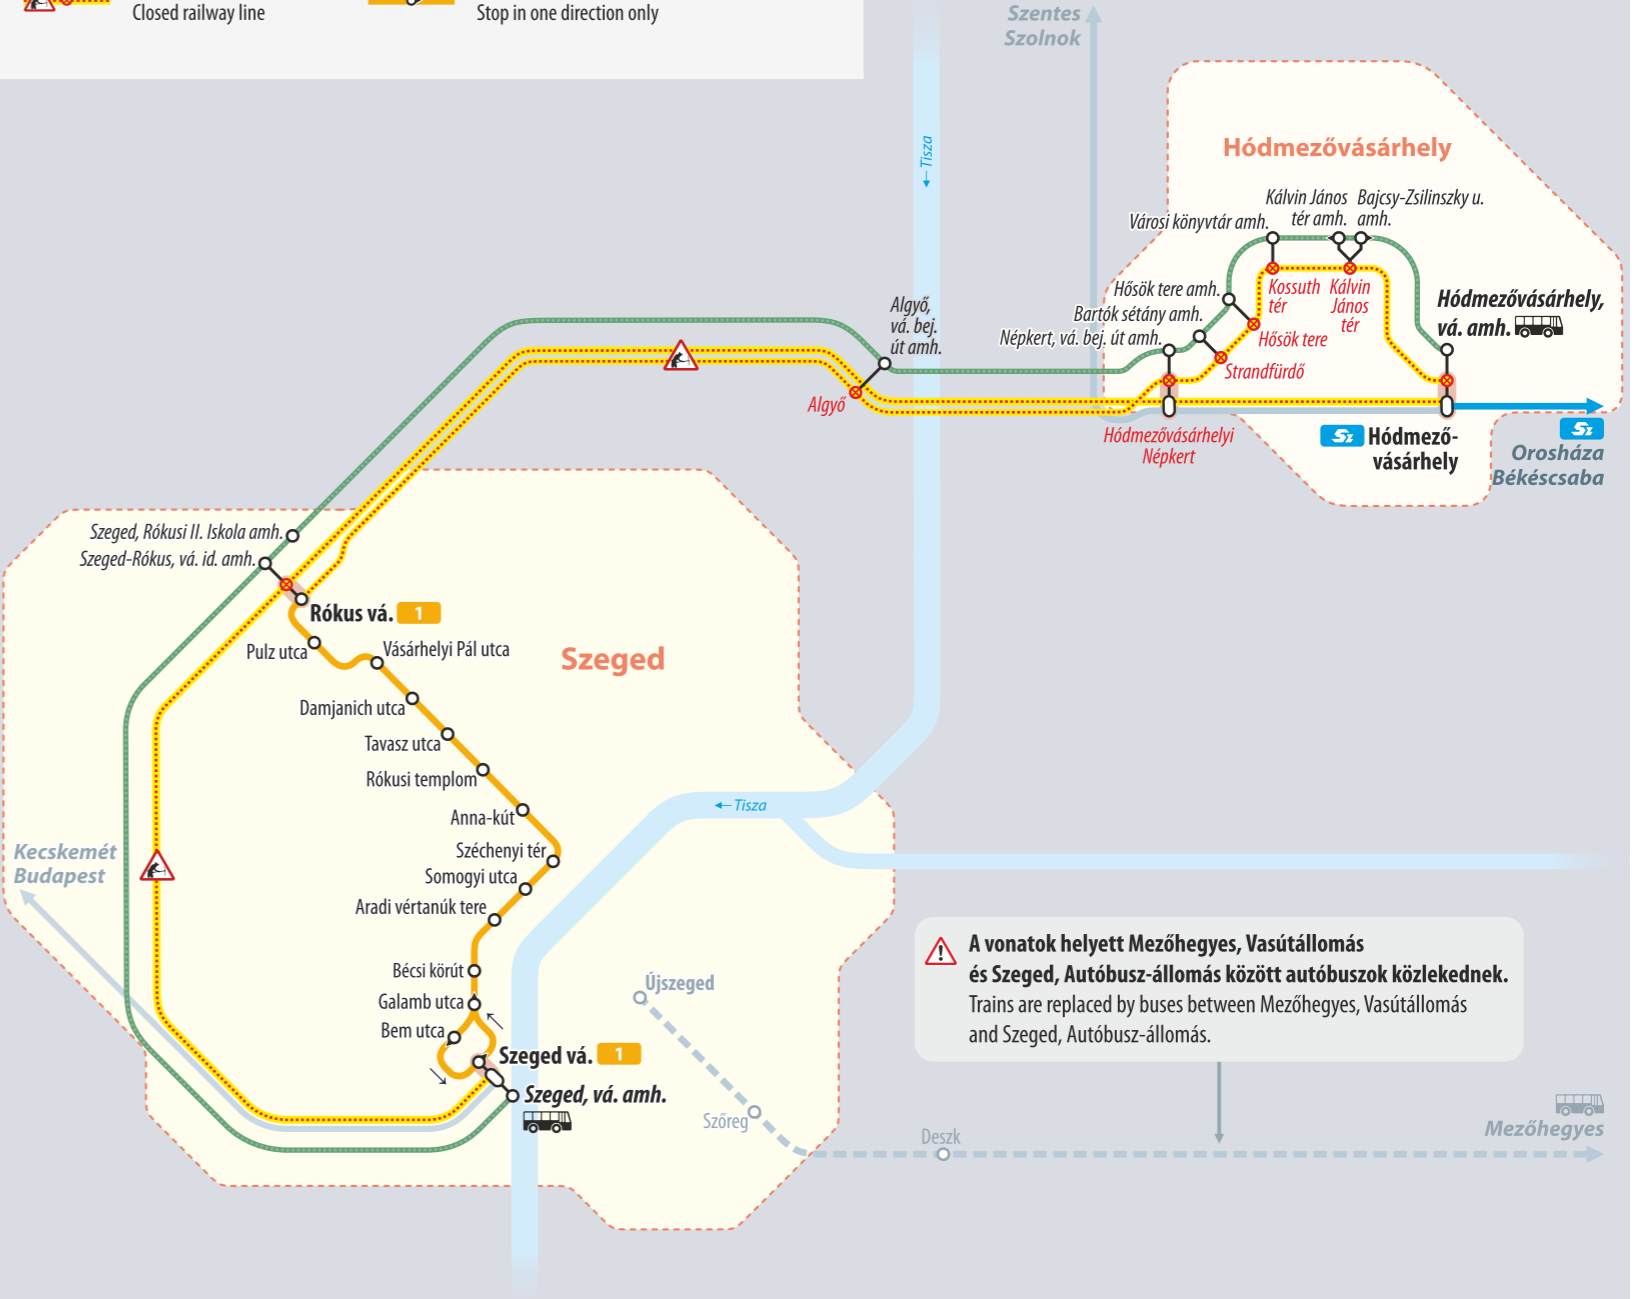 Closed railway line
Stop in one direction only
Szentes
Szolnok
←Tisza
Hódmezővásárhely
Kálvin János
tér amh.
Bajcsy-Zsilinszky u.
amh.
Városi könyvtár amh.
Hősök tere amh.
Bartók sétány amh.
Népkert, vá. bej. út amh.
Kossuth
tér
Kálvin
János
tér
Hősök tere
Strandfürdő
Hódmezővásárhely,
vá. amh.
Algyő,
vá. bej.
út amh.
Algyő
Hódmezővásárhelyi
Népkert
Sz Hódmező-
vásárhely
Sz
Orosháza
Békéscsaba
Szeged, Rókusi II. Iskola amh.
Szeged-Rókus, vá. id. amh.
Rókus vá. 1
Pulz utca
Vásárhelyi Pál utca
Szeged
Damjanich utca
Tavasz utca
Rókusi templom
Anna-kút
←Tisza
Széchenyi tér
Somogyi utca
Aradi vértanúk tere
Kecskemét
Budapest
Bécsi körút
Galamb utca
Bem utca
Szeged vá. 1
Szeged, vá. amh.
Újszeged
Szőreg
Deszk
Mezőhegyes
A vonatok helyett Mezőhegyes, Vasútállomás
és Szeged, Autóbusz-állomás között autóbuszok közlekednek.
Trains are replaced by buses between Mezőhegyes, Vasútállomás
and Szeged, Autóbusz-állomás.